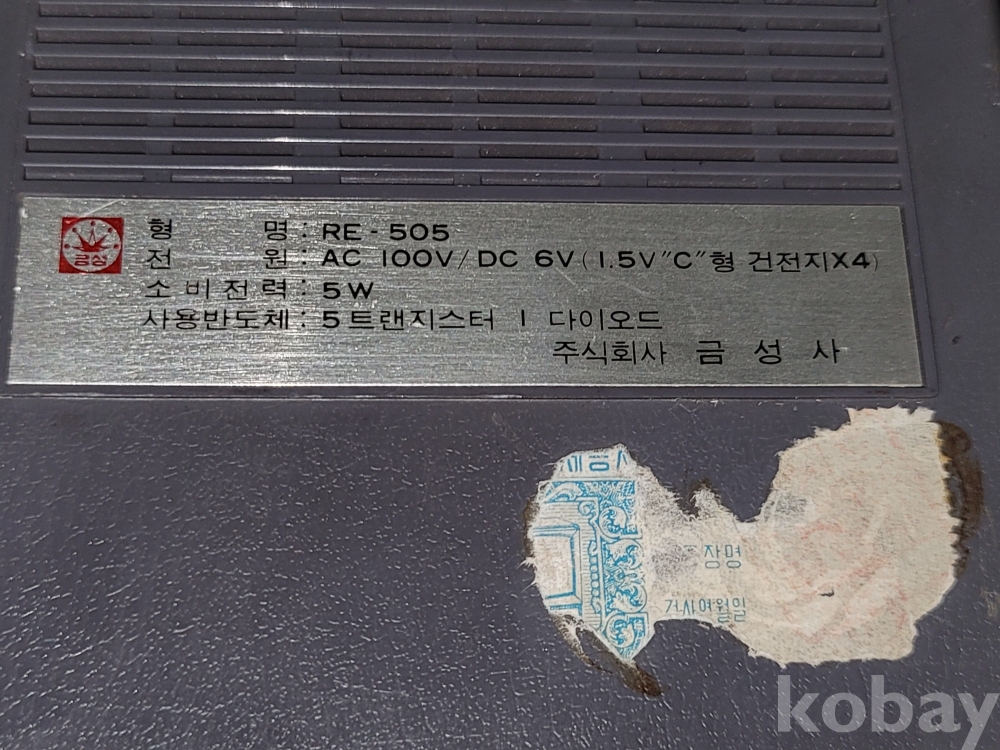 금성
형 명 : RE - 505
전 원 : AC 100V/DC 6V (1.5V"C"형 건전지X4)
소비전력 : 5W
사용반도체 : 5트랜지스터 1 다이오드
주식회사 금 성 사
장명
kobay